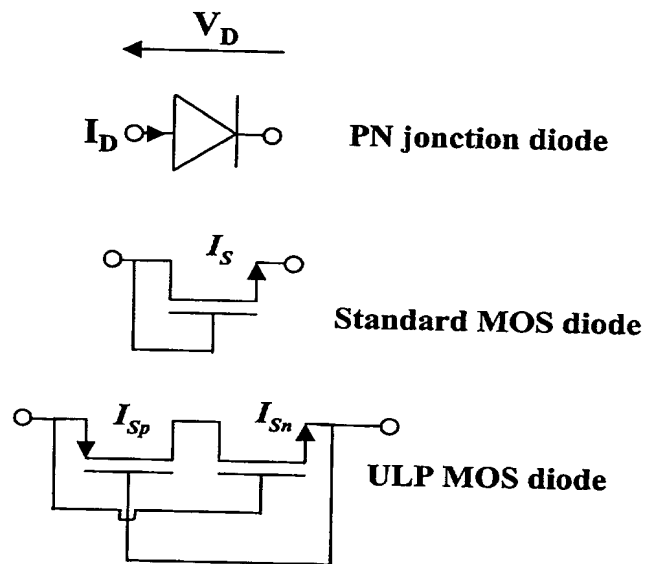 V_D
I_D
PN jonction diode
I_S
Standard MOS diode
I_Sp
I_Sn
ULP MOS diode